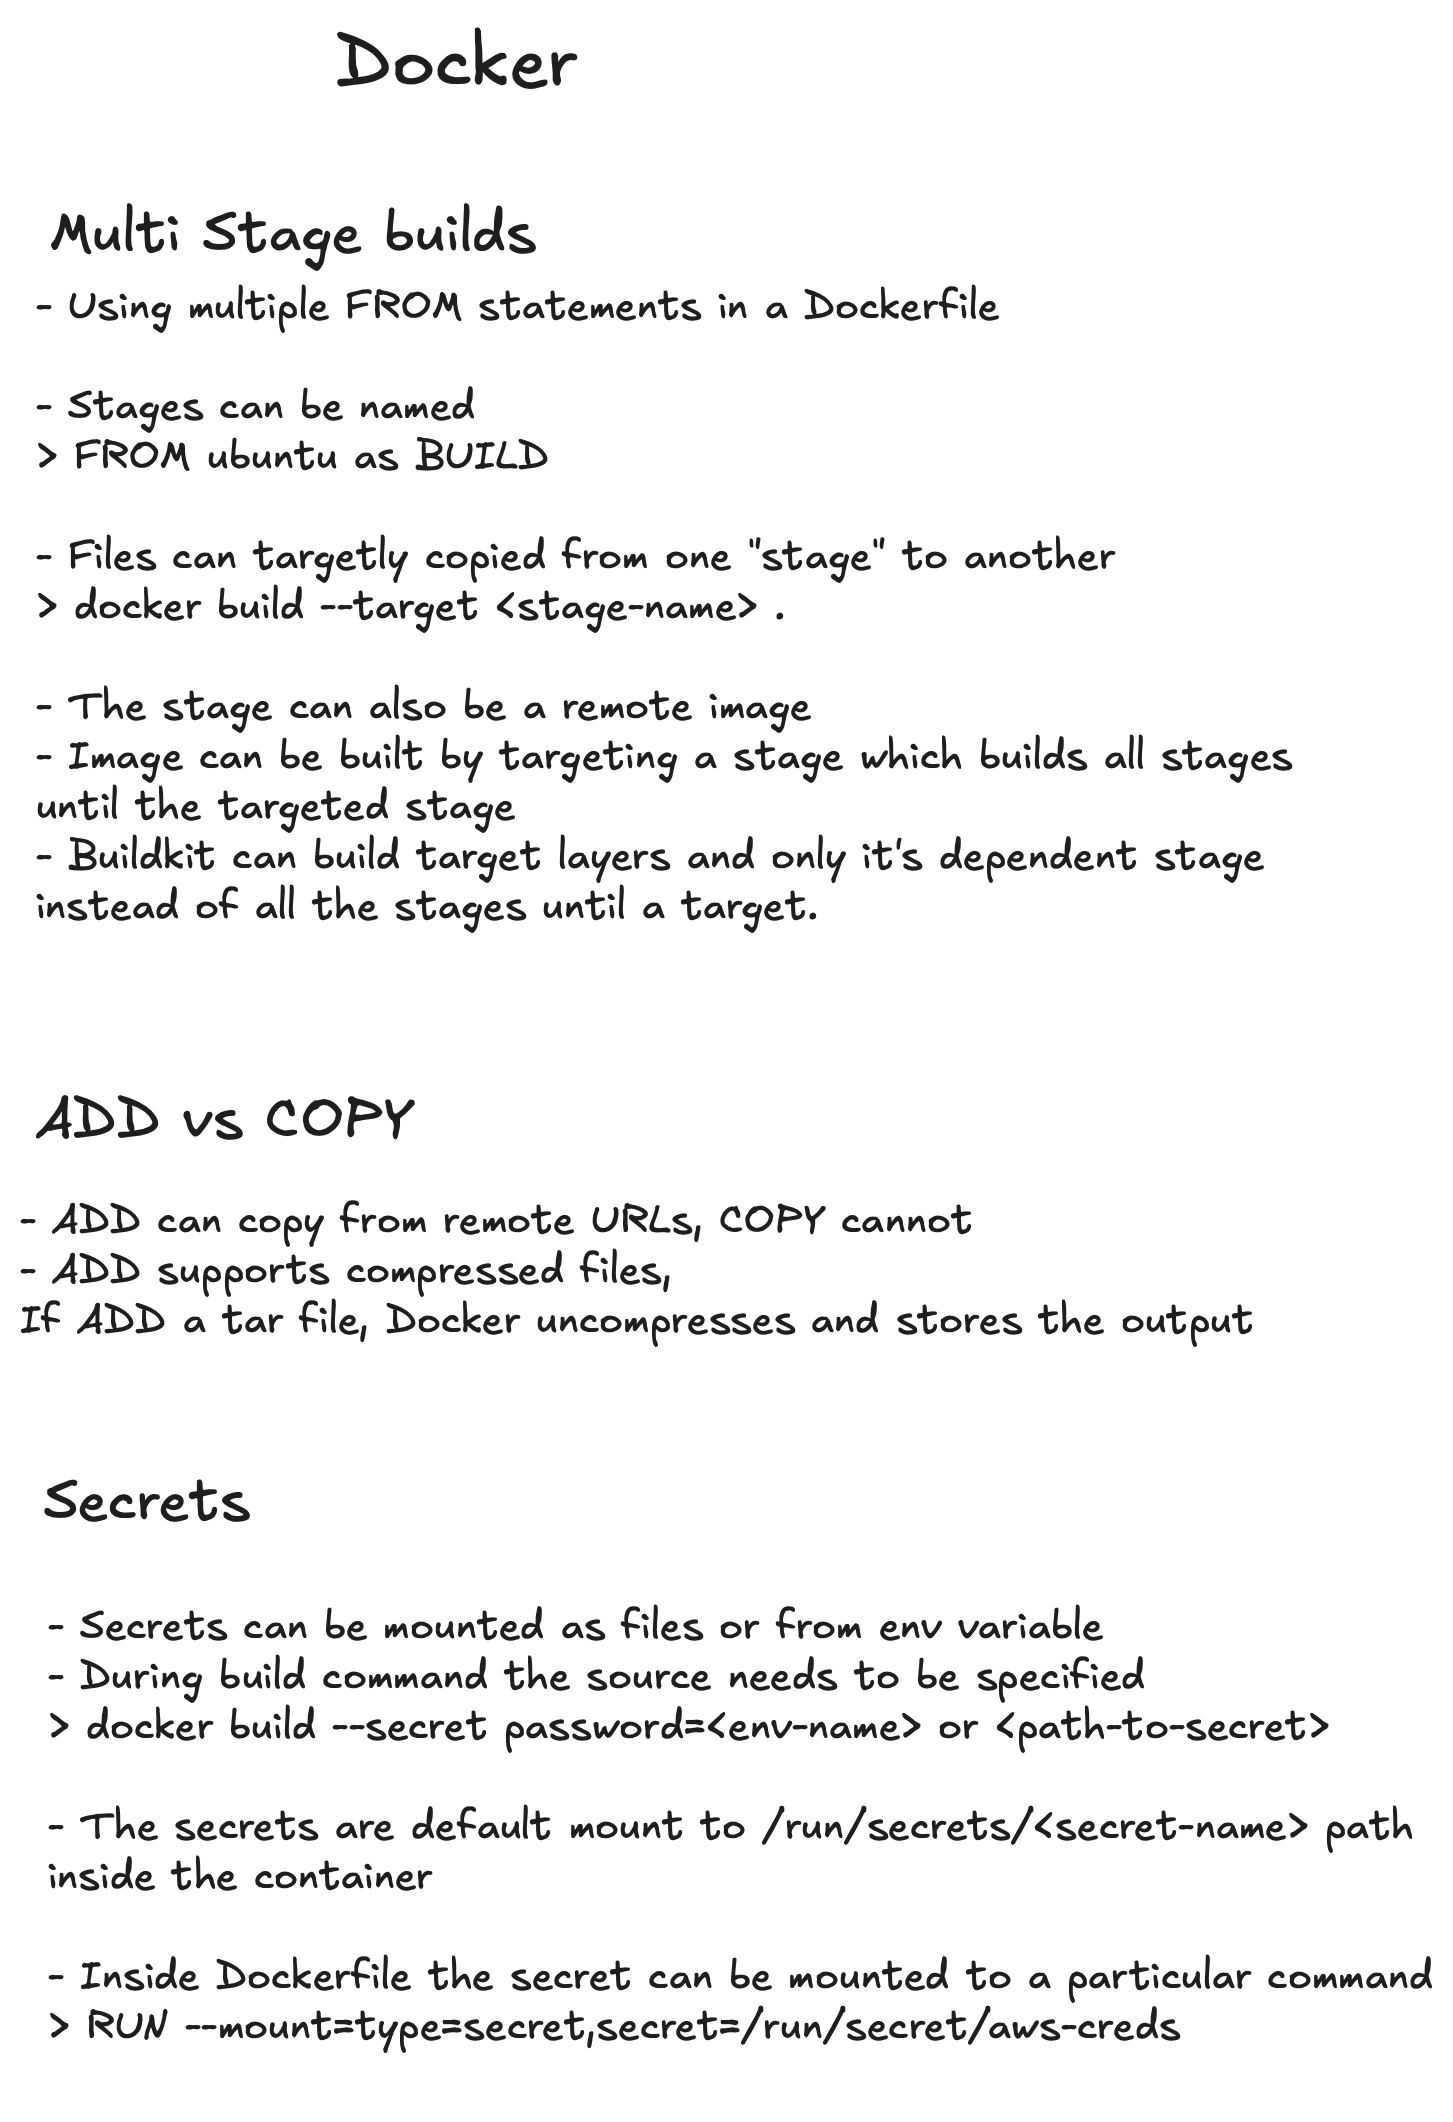 Docker
Multi Stage builds
- Using multiple FROM statements in a Dockerfile
- Stages can be named
> FROM ubuntu as BUILD
- Files can targetly copied from one "stage" to another
> docker build --target <stage-name> .
- The stage can also be a remote image
- Image can be built by targeting a stage which builds all stages
until the targeted stage
- Buildkit can build target layers and only it's dependent stage
instead of all the stages until a target.
ADD vs COPY
- ADD can copy from remote URLs, COPY cannot
- ADD supports compressed files,
If ADD a tar file, Docker uncompresses and stores the output
Secrets
- Secrets can be mounted as files or from env variable
- During build command the source needs to be specified
> docker build --secret password=<env-name> or <path-to-secret>
- The secrets are default mount to /run/secrets/<secret-name> path
inside the container
- Inside Dockerfile the secret can be mounted to a particular command
> RUN --mount=type=secret,secret=/run/secret/aws-creds